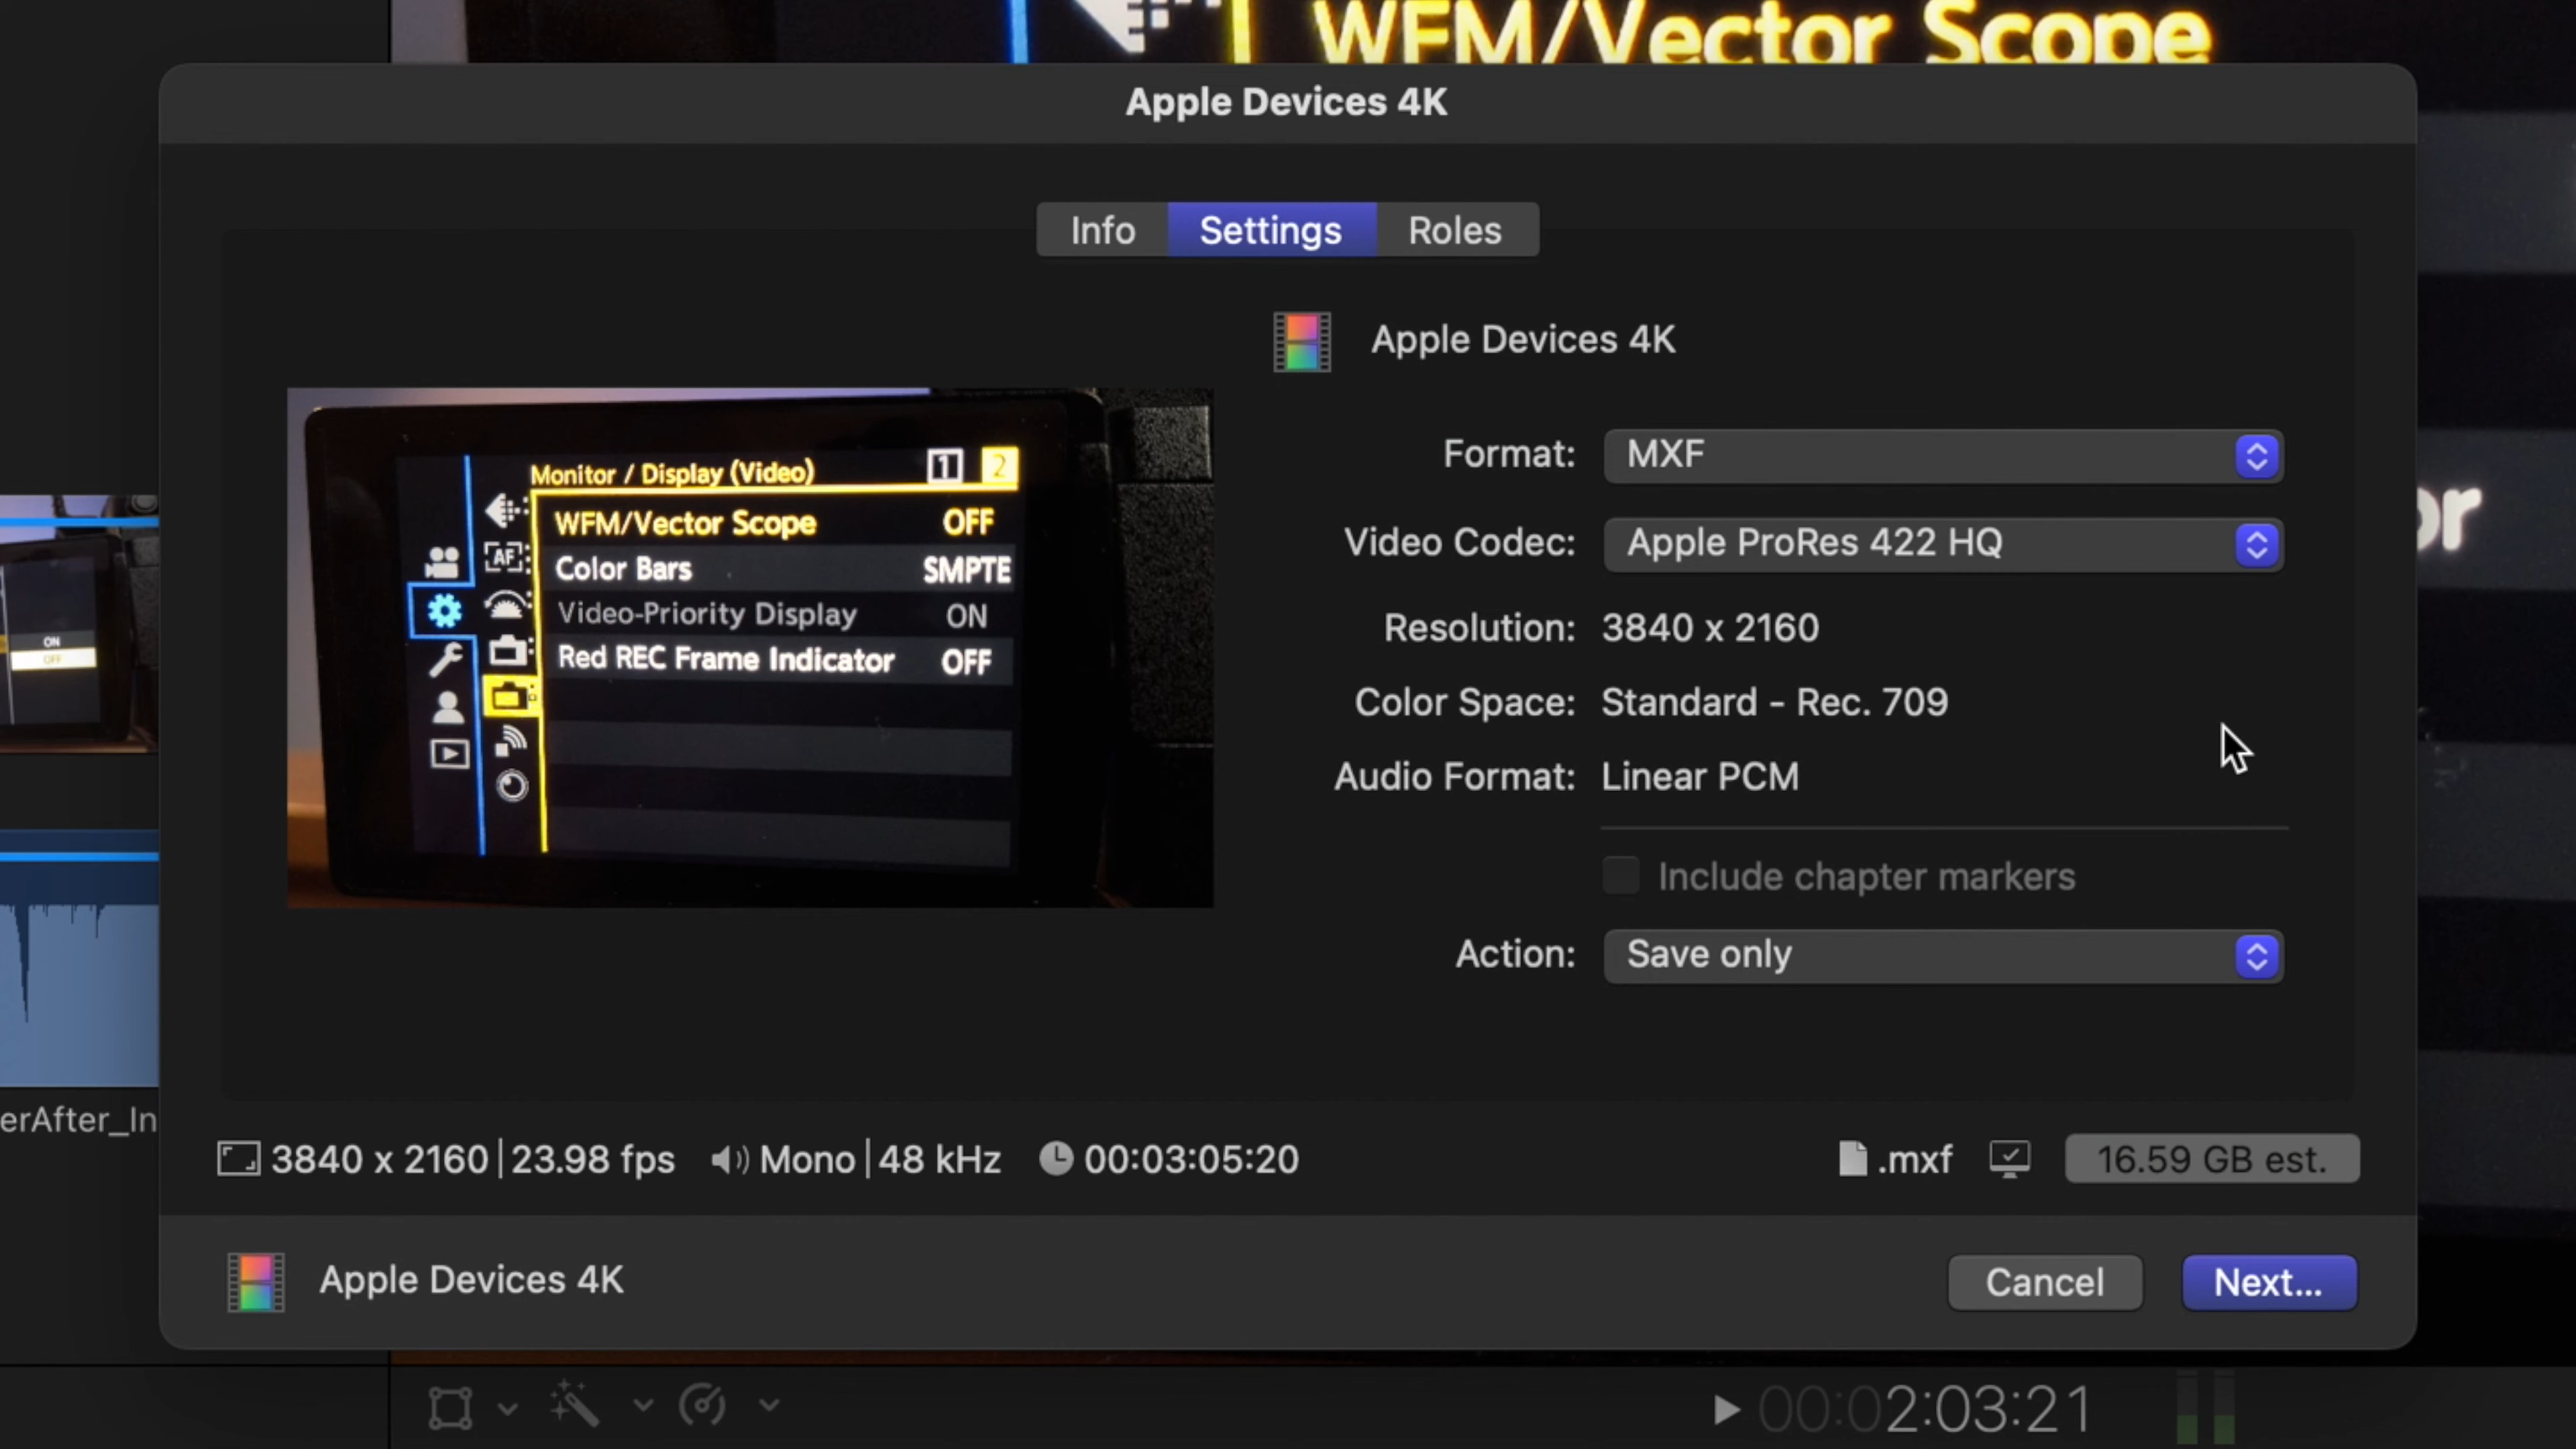 WFM/Vector Scope
Apple Devices 4K
Info
Settings
Roles
Apple Devices 4K
Format: MXF
Video Codec: Apple ProRes 422 HQ
Resolution: 3840 x 2160
Color Space: Standard - Rec. 709
Audio Format: Linear PCM
Include chapter markers
Action: Save only
Monitor / Display (Video) 1 2
WFM/Vector Scope OFF
Color Bars SMPTE
Video-Priority Display ON
Red REC Frame Indicator OFF
AF
ON
OFF
or
erAfter_In
3840 x 2160|23.98 fps Mono|48 kHz 00:03:05:20 .mxf 16.59 GB est.
Apple Devices 4K
Cancel
Next...
00:02:03:21